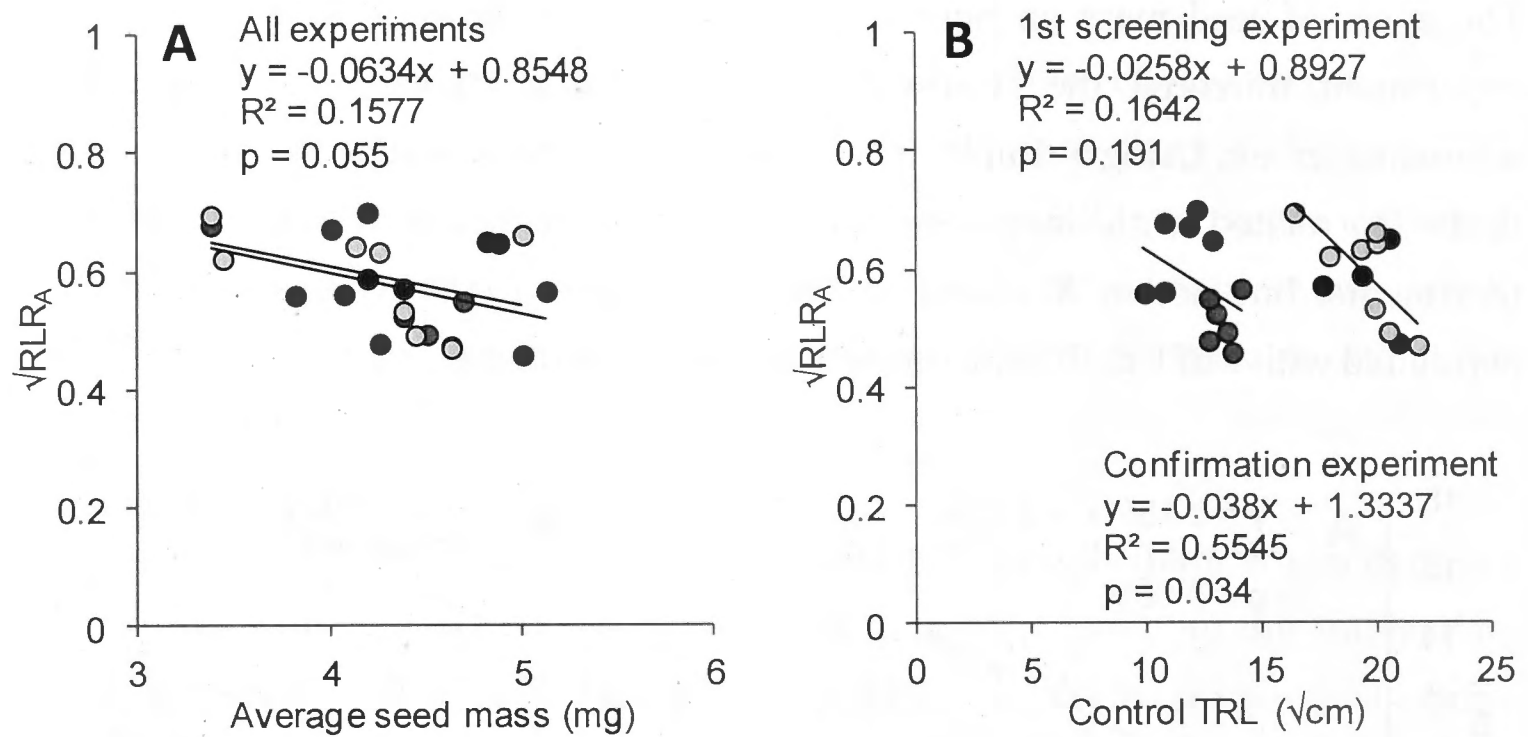 A
All experiments
y = -0.0634x + 0.8548
R² = 0.1577
p = 0.055
1
0.8
0.6
0.4
0.2
0
√RLR_A
3
4
5
6
Average seed mass (mg)
B
1st screening experiment
y = -0.0258x + 0.8927
R² = 0.1642
p = 0.191
1
0.8
0.6
0.4
0.2
0
√RLR_A
Confirmation experiment
y = -0.038x + 1.3337
R² = 0.5545
p = 0.034
0
5
10
15
20
25
Control TRL (√cm)